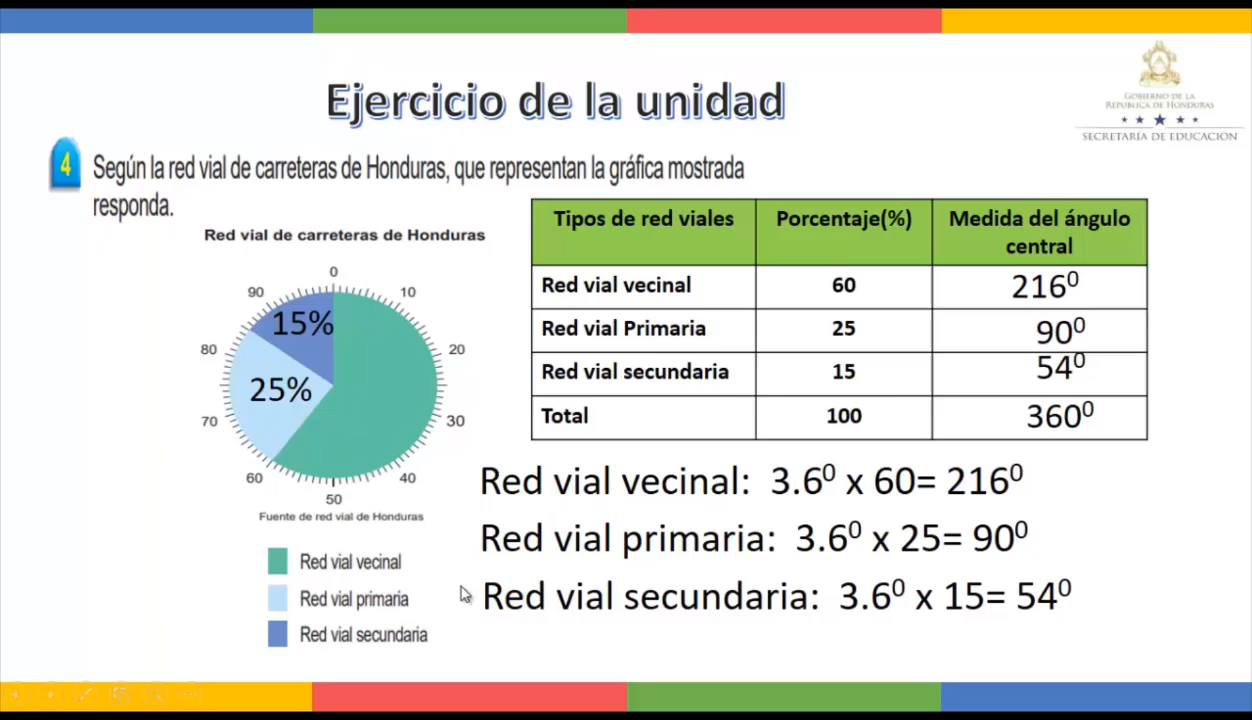 Ejercicio de la unidad
GOBIERNO DE LA
REPÚBLICA DE HONDURAS
SECRETARÍA DE EDUCACIÓN
4 Según la red vial de carreteras de Honduras, que representan la gráfica mostrada
responda.
Red vial de carreteras de Honduras
0
90 10
15%
80 20
25%
70 30
60 40
50
Fuente de red vial de Honduras
Red vial vecinal
Red vial primaria
Red vial secundaria
Tipos de red viales Porcentaje(%) Medida del ángulo
central
Red vial vecinal 60 216⁰
Red vial Primaria 25 90⁰
Red vial secundaria 15 54⁰
Total 100 360⁰
Red vial vecinal: 3.6⁰ x 60= 216⁰
Red vial primaria: 3.6⁰ x 25= 90⁰
Red vial secundaria: 3.6⁰ x 15= 54⁰